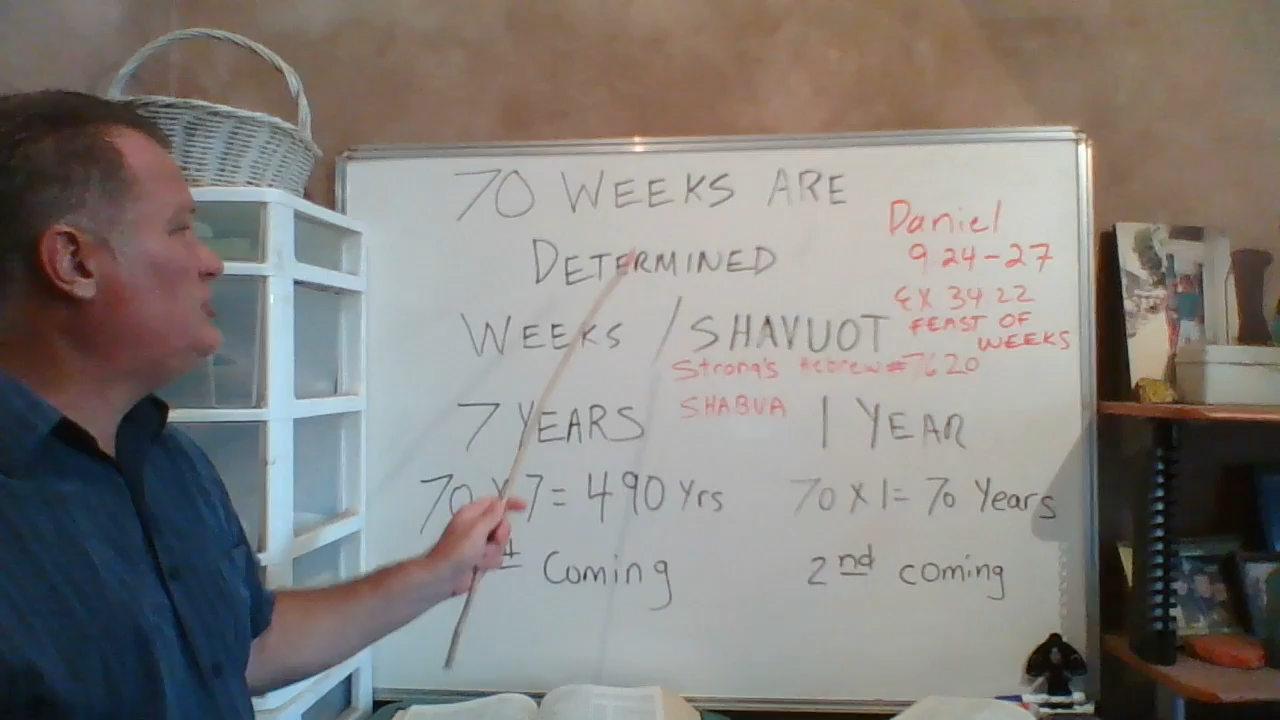 70 WEEKS ARE
DETERMINED
Daniel
9 24-27
EX 34 22
FEAST OF
WEEKS
WEEKS / SHAVUOT
Strong's Hebrew # 7620
SHABUA
7 YEARS 1 YEAR
70 X 7 = 490 Yrs 70 X 1 = 70 Years
Coming 2nd coming